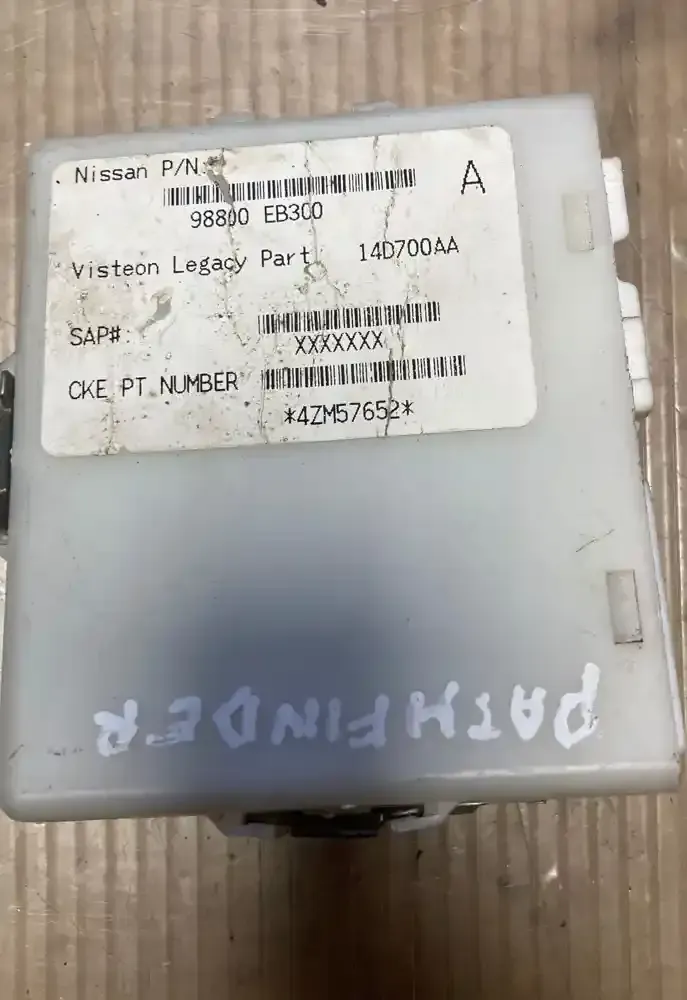 Nissan P/N
A
98800 EB300
Visteon Legacy Part 14D700AA
SAP#:
XXXXXXX
CKE PT NUMBER
*4ZM57652*
PATHFINDER